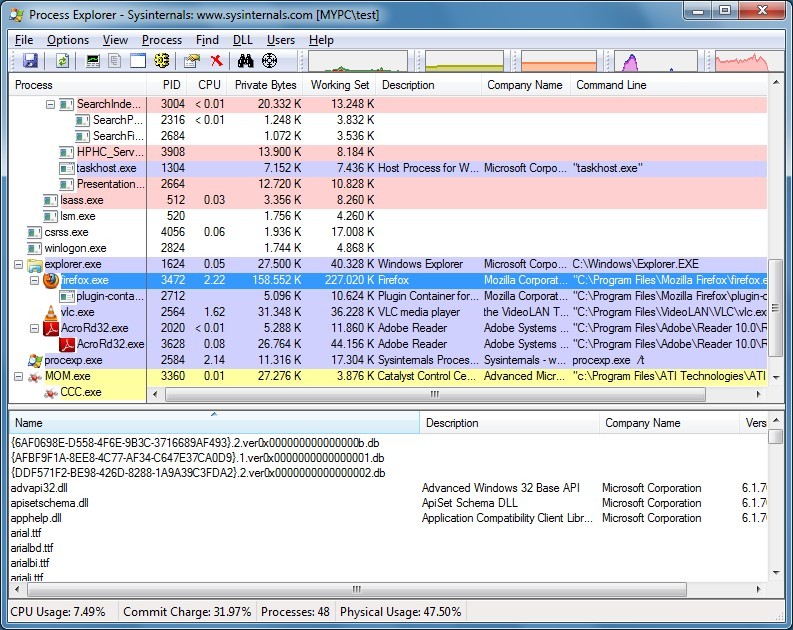 Process Explorer - Sysinternals: www.sysinternals.com [MYPC\test]
File Options View Process Find DLL Users Help
Process PID CPU Private Bytes Working Set Description Company Name Command Line
SearchInde... 3004 < 0.01 20.332 K 13.248 K
SearchP... 2316 < 0.01 1.248 K 3.832 K
SearchFi... 2684 1.072 K 3.536 K
HPHC_Serv... 3908 13.900 K 8.184 K
taskhost.exe 1304 7.152 K 7.436 K Host Process for W... Microsoft Corpo... "taskhost.exe"
Presentation... 2664 12.720 K 10.828 K
lsass.exe 512 0.03 3.356 K 8.260 K
lsm.exe 520 1.756 K 4.260 K
csrss.exe 4056 0.06 1.936 K 17.008 K
winlogon.exe 2824 1.744 K 4.868 K
explorer.exe 1624 0.05 27.500 K 40.328 K Windows Explorer Microsoft Corpo... C:\Windows\Explorer.EXE
firefox.exe 3472 2.22 158.552 K 227.020 K Firefox Mozilla Corporat... "C:\Program Files\Mozilla Firefox\firefox.e
plugin-conta... 2712 5.096 K 10.624 K Plugin Container for... Mozilla Corporat... "C:\Program Files\Mozilla Firefox\plugin-c
vlc.exe 2564 1.62 31.348 K 36.228 K VLC media player the VideoLAN T... "C:\Program Files\VideoLAN\VLC\vlc.ex
AcroRd32.exe 2020 < 0.01 5.288 K 11.860 K Adobe Reader Adobe Systems ... "C:\Program Files\Adobe\Reader 10.0\R
AcroRd32.exe 3628 0.08 26.764 K 44.156 K Adobe Reader Adobe Systems ... "C:\Program Files\Adobe\Reader 10.0\R
procexp.exe 2584 2.14 11.316 K 17.304 K Sysinternals Proces... Sysinternals - w... procexp.exe /t
MOM.exe 3360 0.01 27.276 K 3.876 K Catalyst Control Ce... Advanced Micr... "c:\Program Files\ATI Technologies\ATI
CCC.exe
Name Description Company Name Vers
{6AF0698E-D558-4F6E-9B3C-3716689AF493}.2.ver0x000000000000000b.db
{AFBF9F1A-8EE8-4C77-AF34-C647E37CA0D9}.1.ver0x0000000000000001.db
{DDF571F2-BE98-426D-8288-1A9A39C3FDA2}.2.ver0x0000000000000002.db
advapi32.dll Advanced Windows 32 Base API Microsoft Corporation 6.1.7
apisetschema.dll ApiSet Schema DLL Microsoft Corporation 6.1.7
apphelp.dll Application Compatibility Client Libr... Microsoft Corporation 6.1.7
arial.ttf
arialbd.ttf
arialbi.ttf
ariali.ttf
CPU Usage: 7.49% Commit Charge: 31.97% Processes: 48 Physical Usage: 47.50%